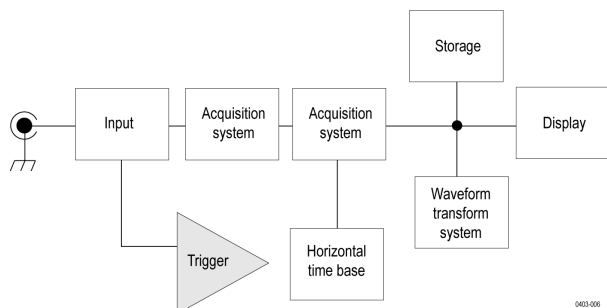 Storage
Input
Acquisition
system
Acquisition
system
Display
Waveform
transform
system
Trigger
Horizontal
time base
0403-006